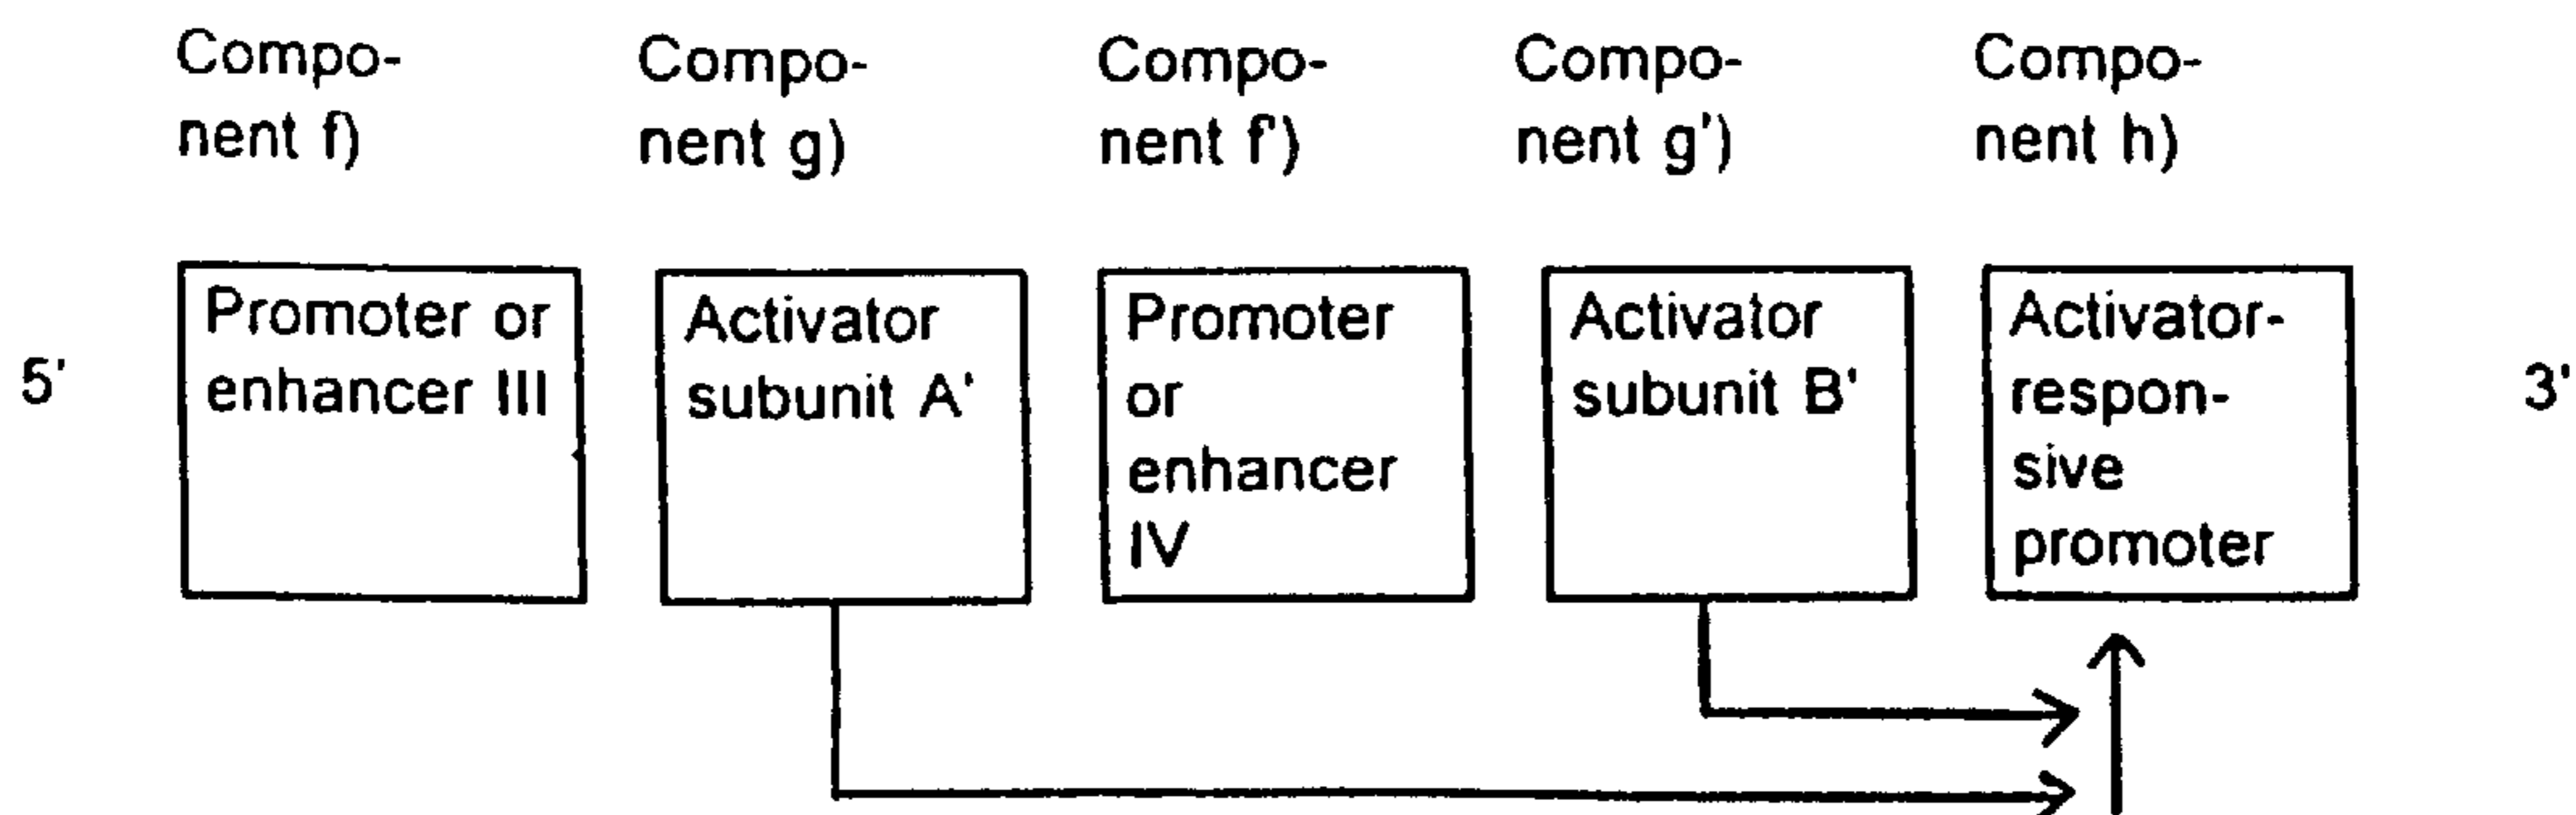 Compo-
nent f)
Compo-
nent g)
Compo-
nent f')
Compo-
nent g')
Compo-
nent h)
5'
Promoter or
enhancer III
Activator
subunit A'
Promoter
or
enhancer
IV
Activator
subunit B'
Activator-
respon-
sive
promoter
3'